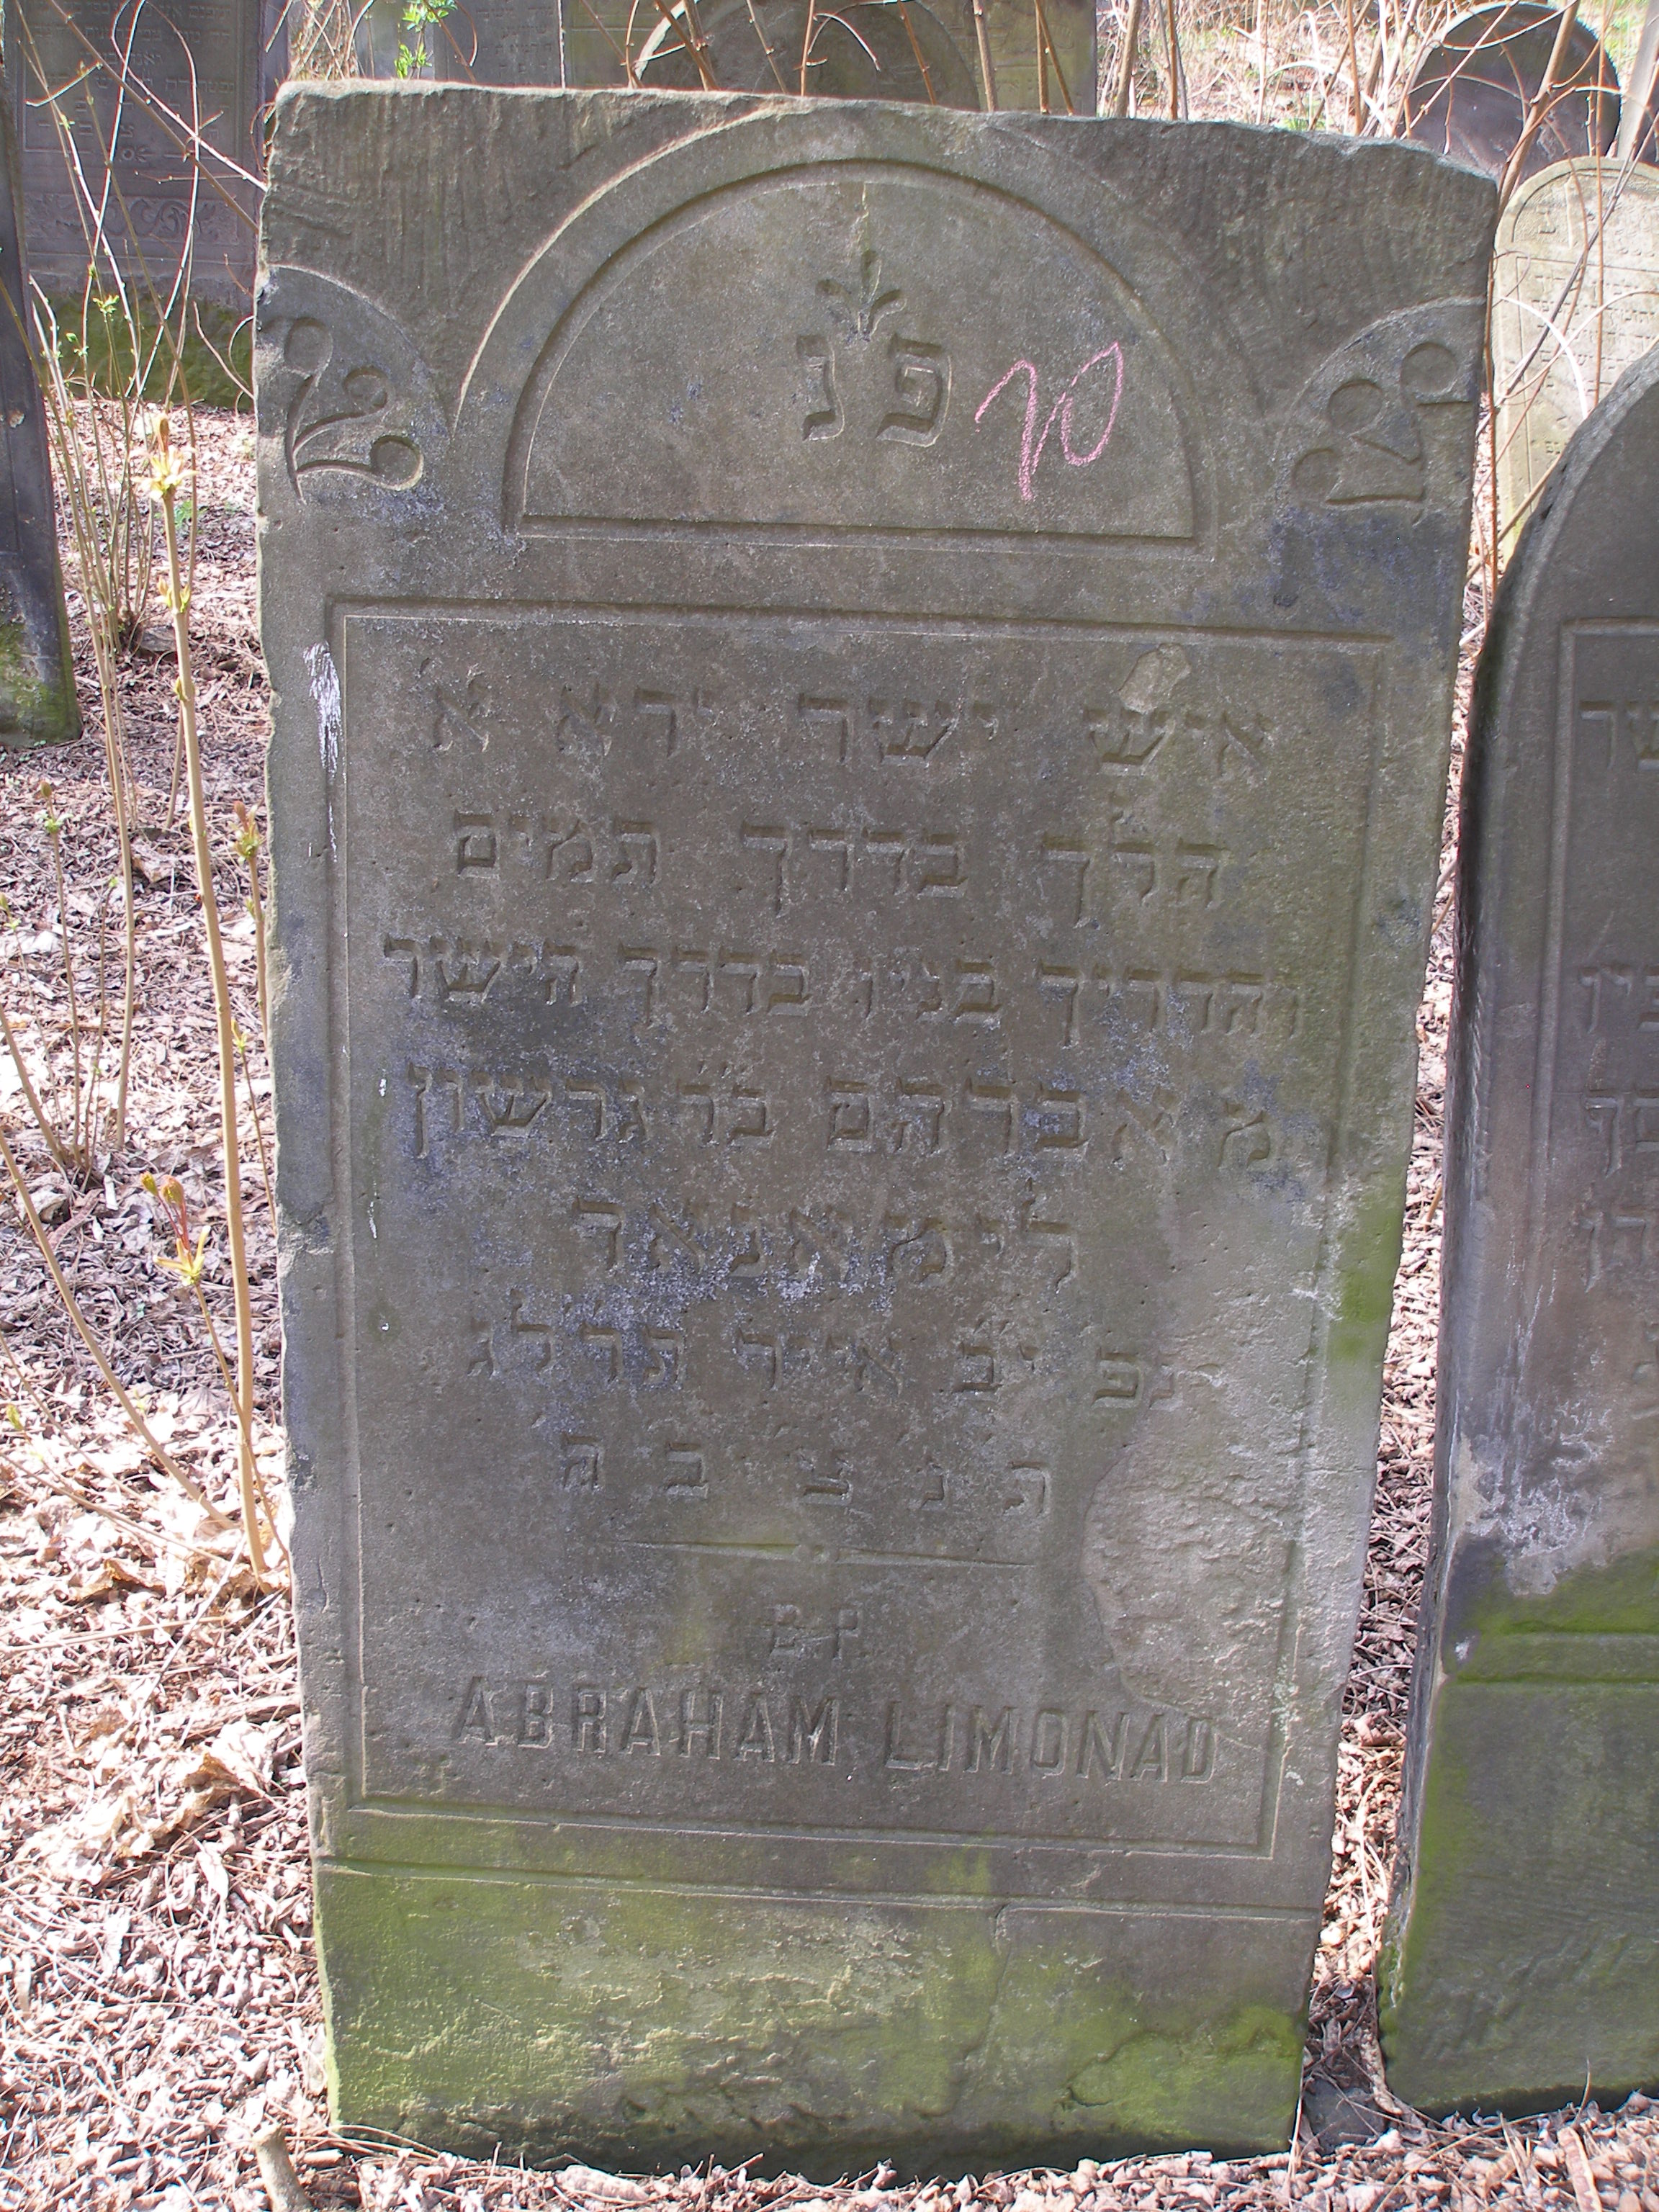 פנ
איש ישר ירא א
הלך בדרך תמים
והדריך בניו בדרך הישר
מ אברהם בר גרשון
לימאנאד
נפ יב אייר תרלג
ת נ צ ב ה
B P
ABRAHAM LIMONAD